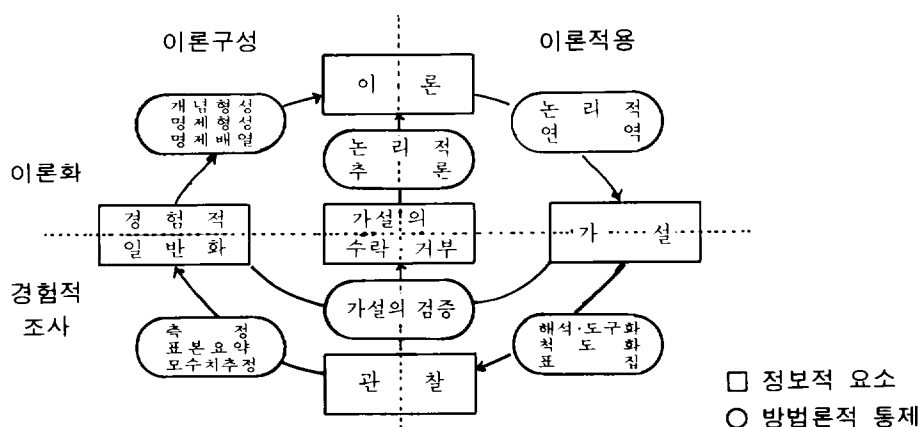 이론구성
이론적용
이 론
개념형성
명제형성
명제배열
논 리 적
연 역
논 리 적
추 론
이론화
경 험 적
일 반 화
가설의
수락 · 거부
가 설
경험적
조사
가설의 검증
측 정
표본요약
모수치추정
해석·도구화
척 도 화
표 집
관 찰
□ 정보적 요소
○ 방법론적 통제